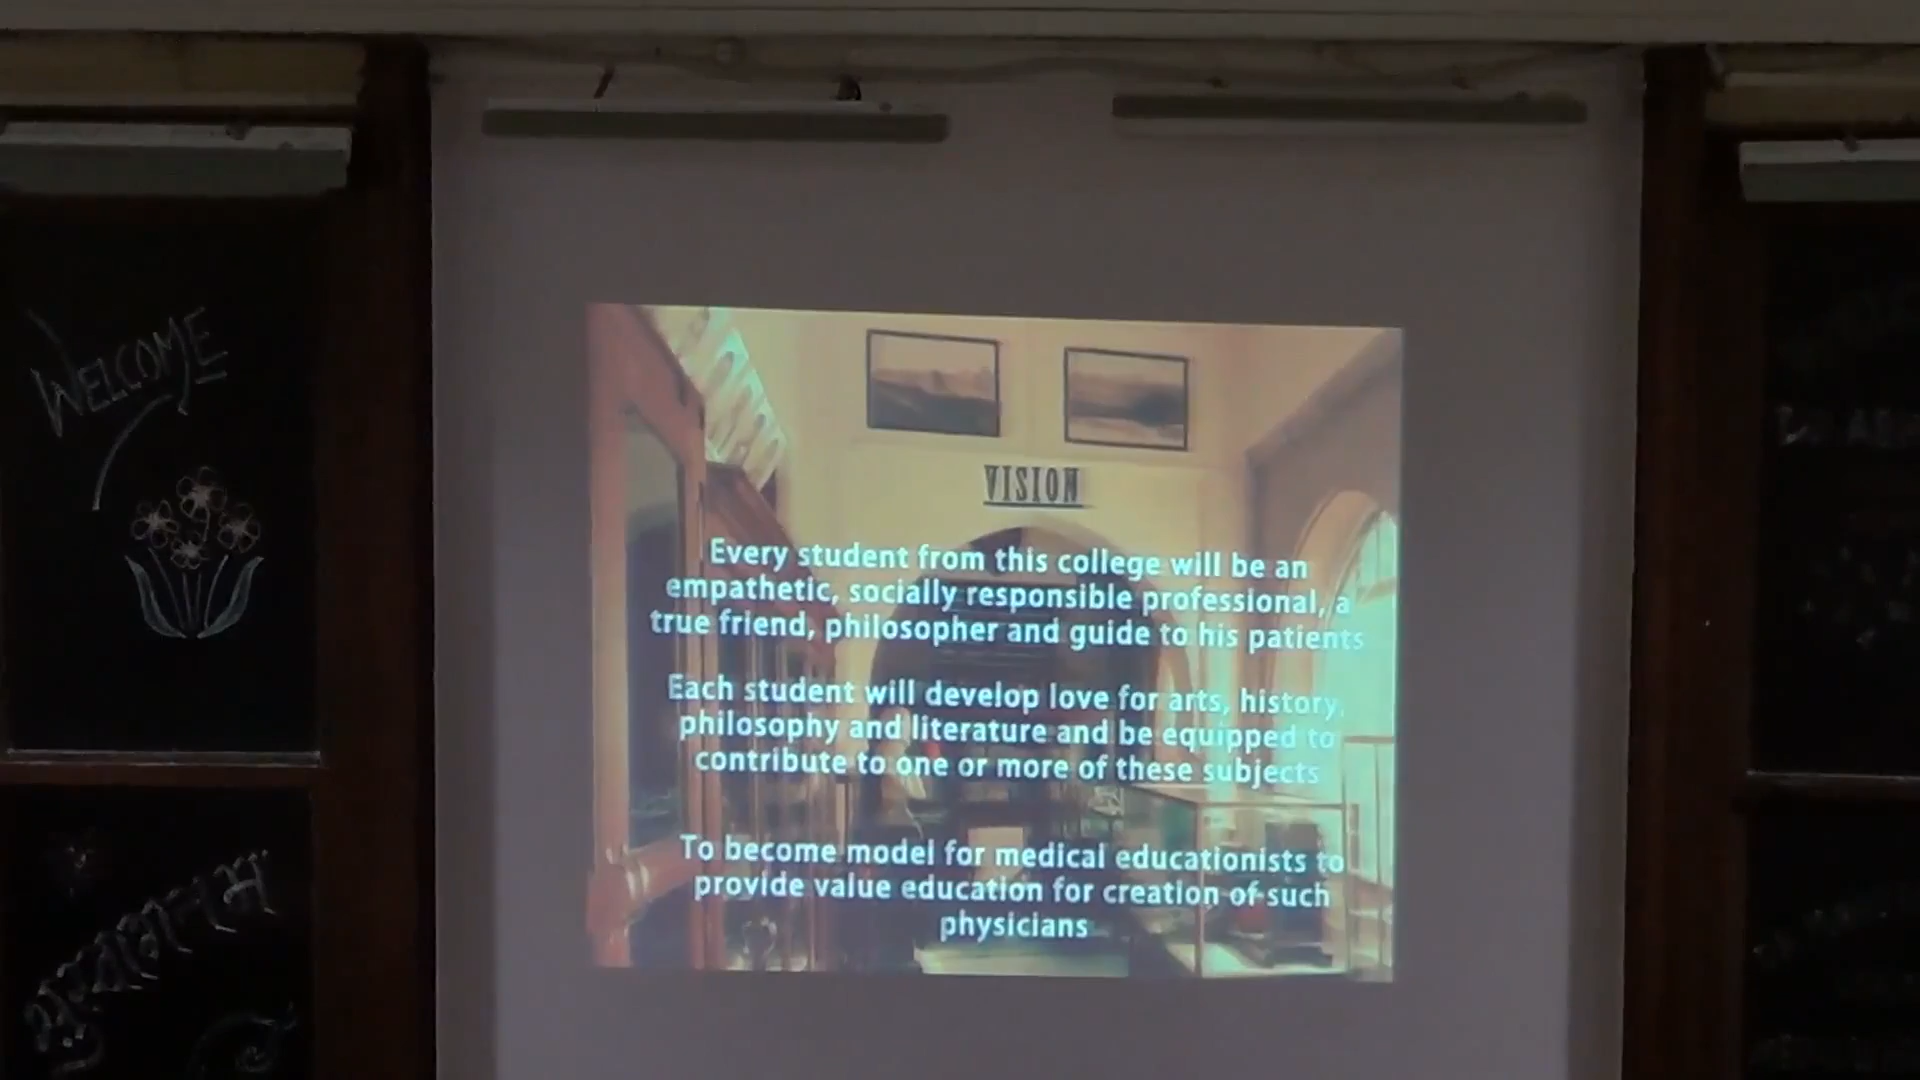 WELCOME
VISION
Every student from this college will be an
empathetic, socially responsible professional, a
true friend, philosopher and guide to his patients
Each student will develop love for arts, history,
philosophy and literature and be equipped to
contribute to one or more of these subjects
To become model for medical educationists to
provide value education for creation of such
physicians